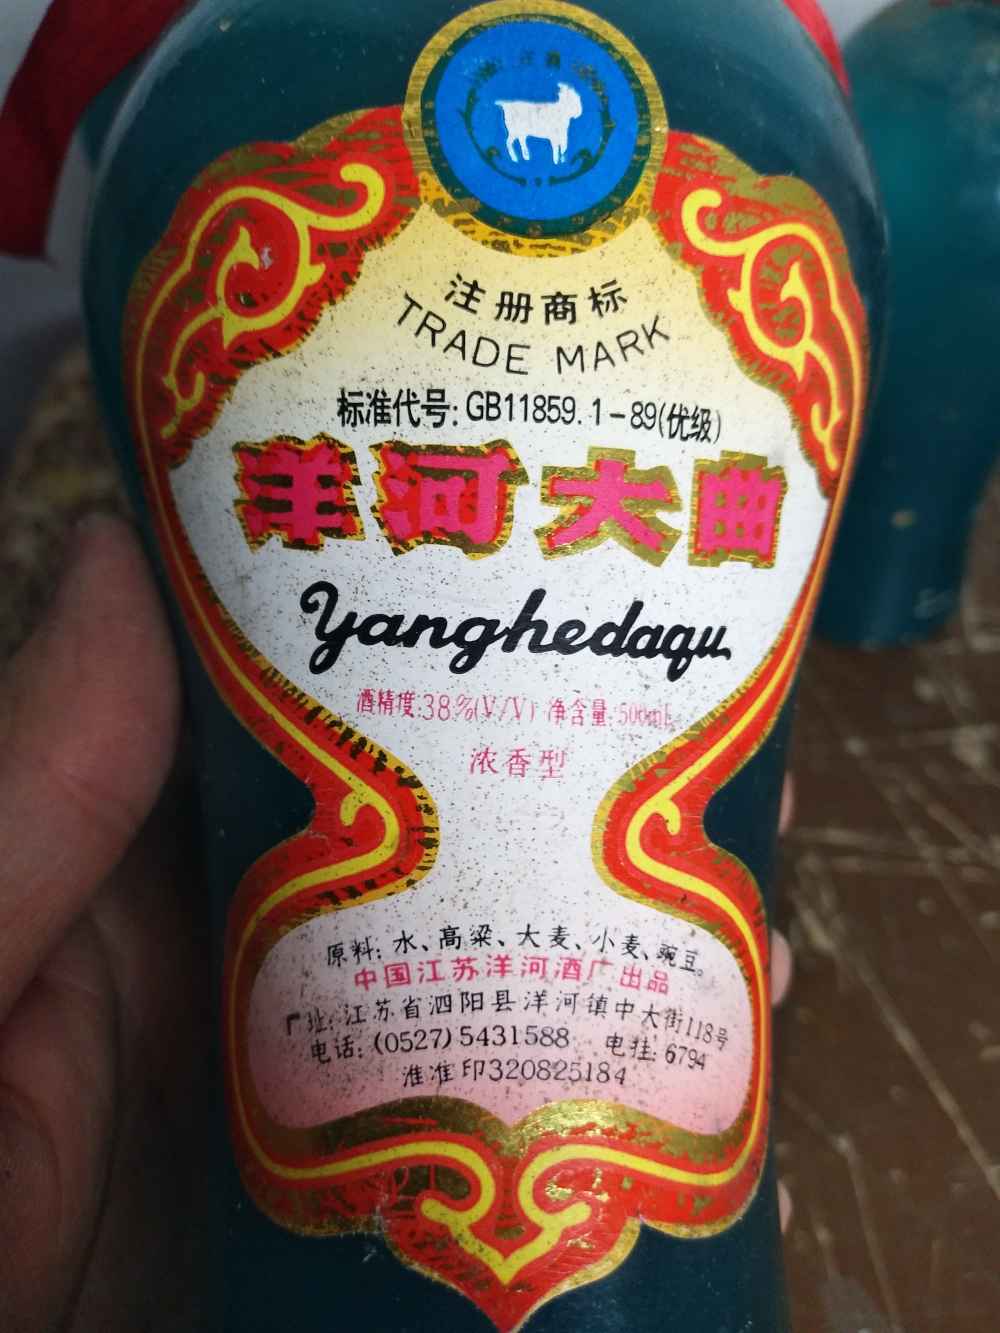 注册商标
TRADE MARK
标准代号: GB11859.1-89(优级)
洋河大曲
Yanghedaqu
酒精度:38%(V/V) 净含量:500mL
浓香型
原料: 水、高粱、大麦、小麦、豌豆。
中国江苏洋河酒厂出品
厂址: 江苏省泗阳县洋河镇中大街118号
电话: (0527)5431588 电挂: 6794
淮准印320825184